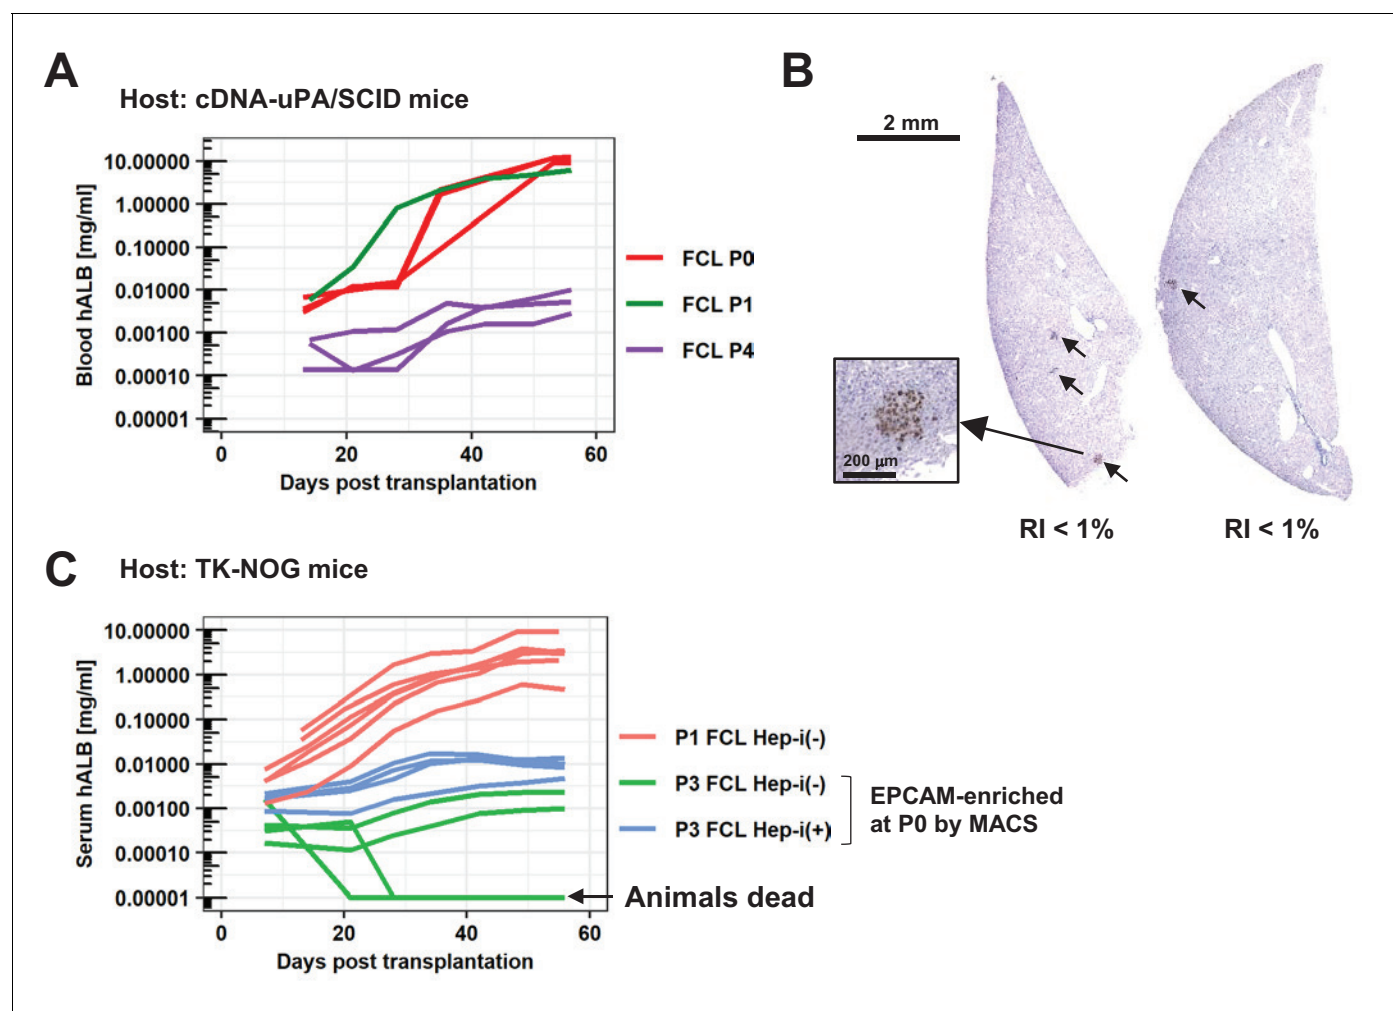 A
Host: cDNA-uPA/SCID mice
Blood hALB [mg/ml]
10.00000
1.00000
0.10000
0.01000
0.00100
0.00010
0.00001
0 20 40 60
Days post transplantation
FCL P0
FCL P1
FCL P4
B
2 mm
200 µm
RI < 1% RI < 1%
C
Host: TK-NOG mice
Serum hALB [mg/ml]
10.00000
1.00000
0.10000
0.01000
0.00100
0.00010
0.00001
0 20 40 60
Days post transplantation
P1 FCL Hep-i(-)
P3 FCL Hep-i(-)
P3 FCL Hep-i(+)
EPCAM-enriched
at P0 by MACS
Animals dead